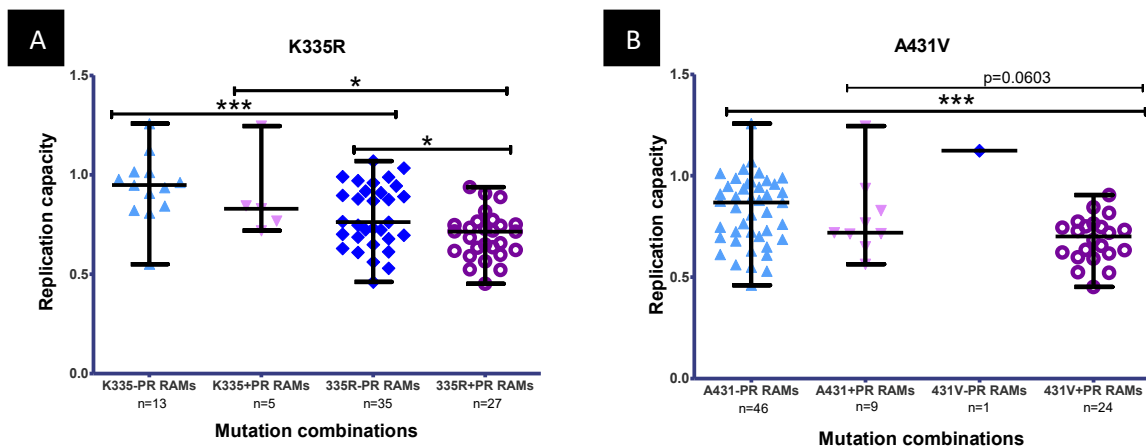 A
K335R
Replication capacity
1.5
1.0
0.5
0.0
*
***
*
K335-PR RAMs
K335+PR RAMs
335R-PR RAMs
335R+PR RAMs
n=13
n=5
n=35
n=27
Mutation combinations
B
A431V
Replication capacity
1.5
1.0
0.5
0.0
p=0.0603
***
A431-PR RAMs
A431+PR RAMs
431V-PR RAMs
431V+PR RAMs
n=46
n=9
n=1
n=24
Mutation combinations